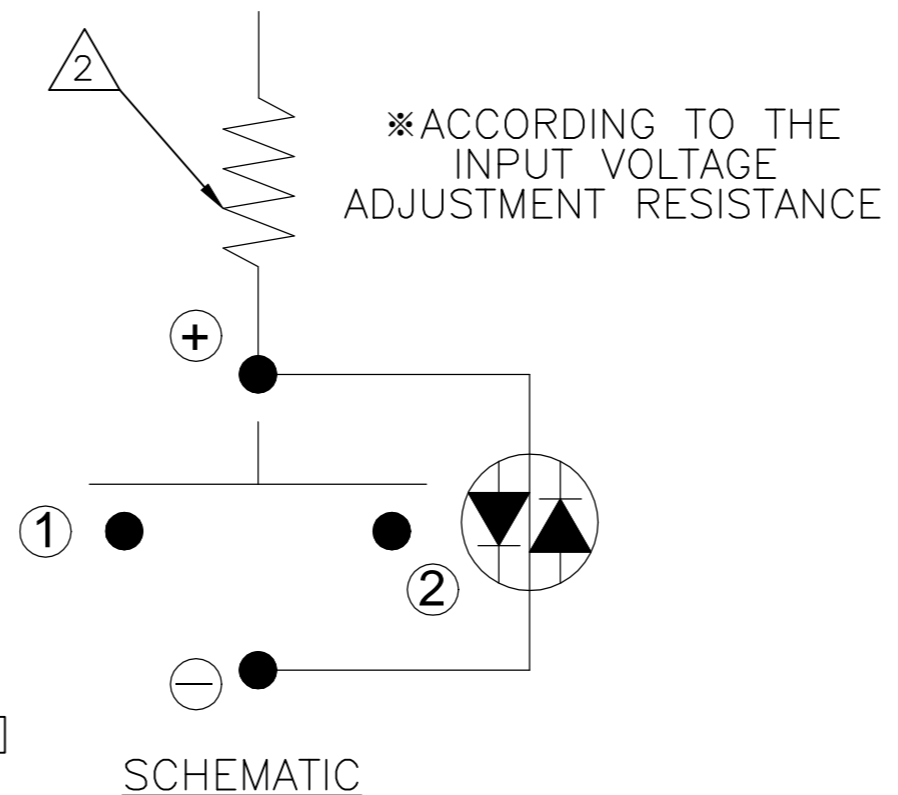 2
※ACCORDING TO THE
INPUT VOLTAGE
ADJUSTMENT RESISTANCE
+
1
2
−
SCHEMATIC